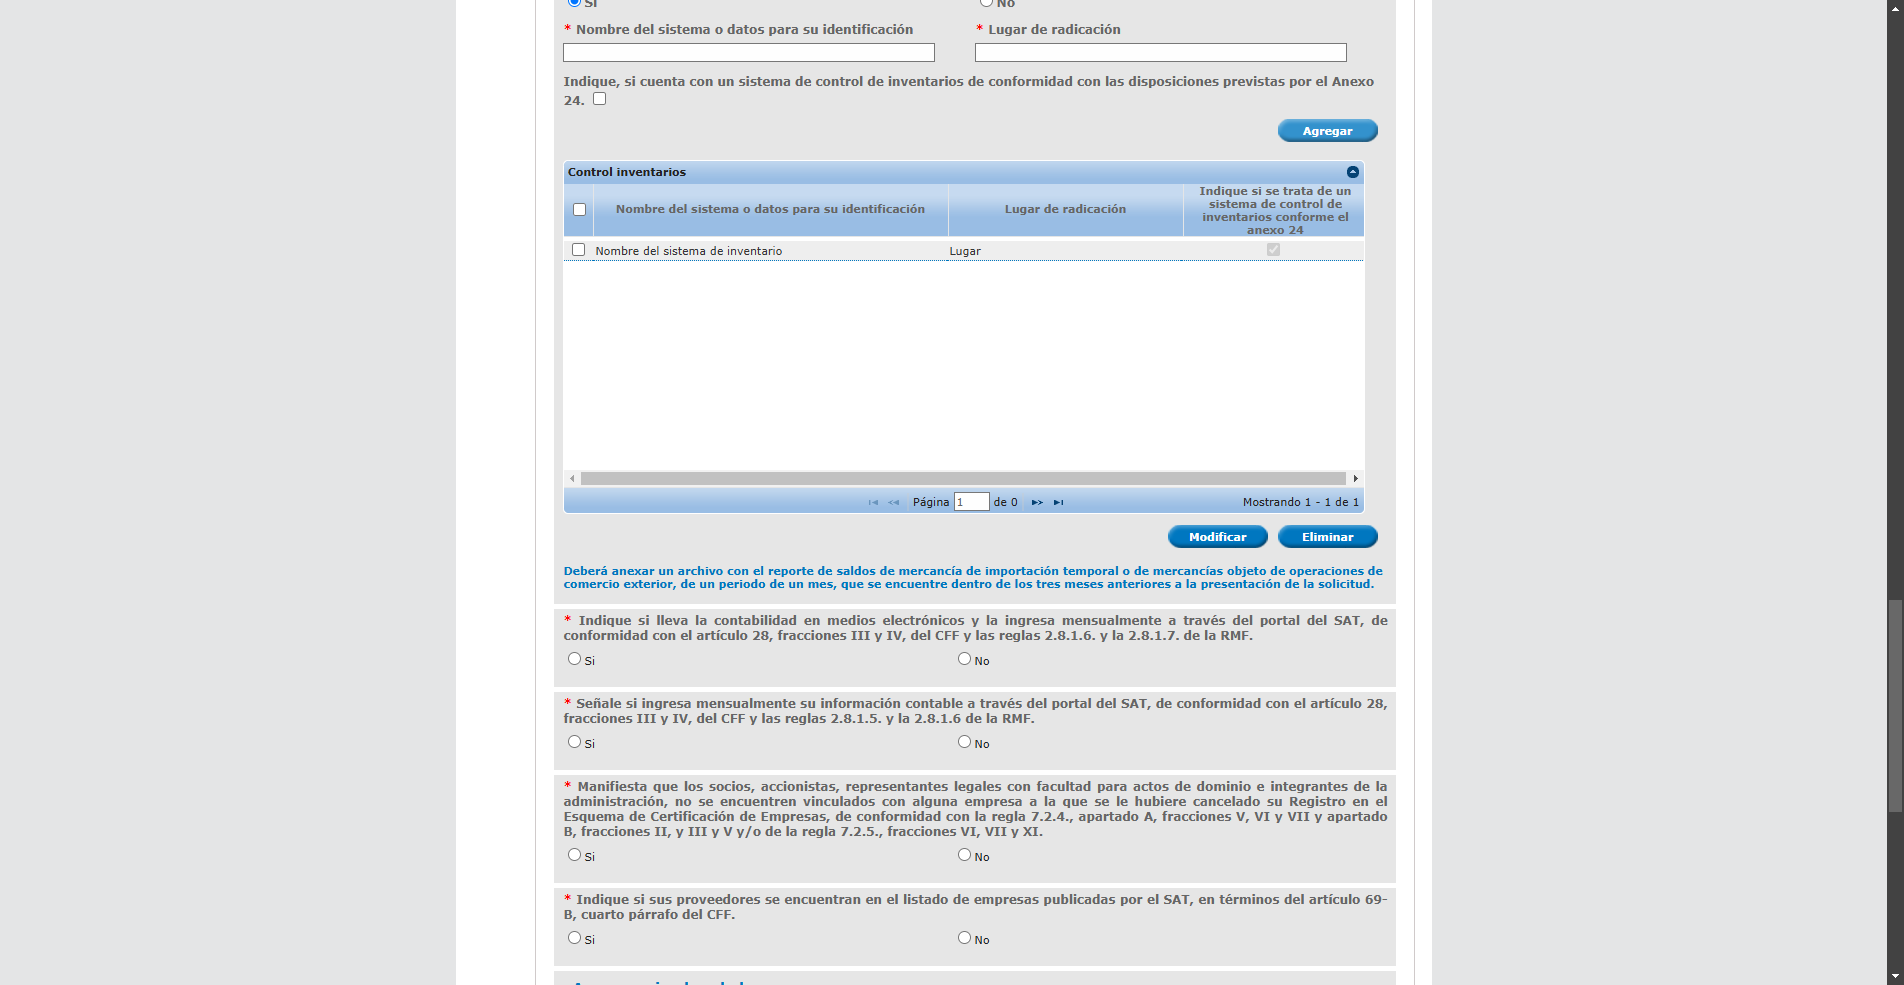 Si No
* Nombre del sistema o datos para su identificación * Lugar de radicación
Indique, si cuenta con un sistema de control de inventarios de conformidad con las disposiciones previstas por el Anexo
24.
Agregar
Control inventarios
Nombre del sistema o datos para su identificación Lugar de radicación Indique si se trata de un
sistema de control de
inventarios conforme el
anexo 24
Nombre del sistema de inventario Lugar
Página 1 de 0 Mostrando 1 - 1 de 1
Modificar Eliminar
Deberá anexar un archivo con el reporte de saldos de mercancía de importación temporal o de mercancías objeto de operaciones de
comercio exterior, de un periodo de un mes, que se encuentre dentro de los tres meses anteriores a la presentación de la solicitud.
* Indique si lleva la contabilidad en medios electrónicos y la ingresa mensualmente a través del portal del SAT, de
conformidad con el artículo 28, fracciones III y IV, del CFF y las reglas 2.8.1.6. y la 2.8.1.7. de la RMF.
Si No
* Señale si ingresa mensualmente su información contable a través del portal del SAT, de conformidad con el artículo 28,
fracciones III y IV, del CFF y las reglas 2.8.1.5. y la 2.8.1.6 de la RMF.
Si No
* Manifiesta que los socios, accionistas, representantes legales con facultad para actos de dominio e integrantes de la
administración, no se encuentren vinculados con alguna empresa a la que se le hubiere cancelado su Registro en el
Esquema de Certificación de Empresas, de conformidad con la regla 7.2.4., apartado A, fracciones V, VI y VII y apartado
B, fracciones II, y III y V y/o de la regla 7.2.5., fracciones VI, VII y XI.
Si No
* Indique si sus proveedores se encuentran en el listado de empresas publicadas por el SAT, en términos del artículo 69-
B, cuarto párrafo del CFF.
Si No